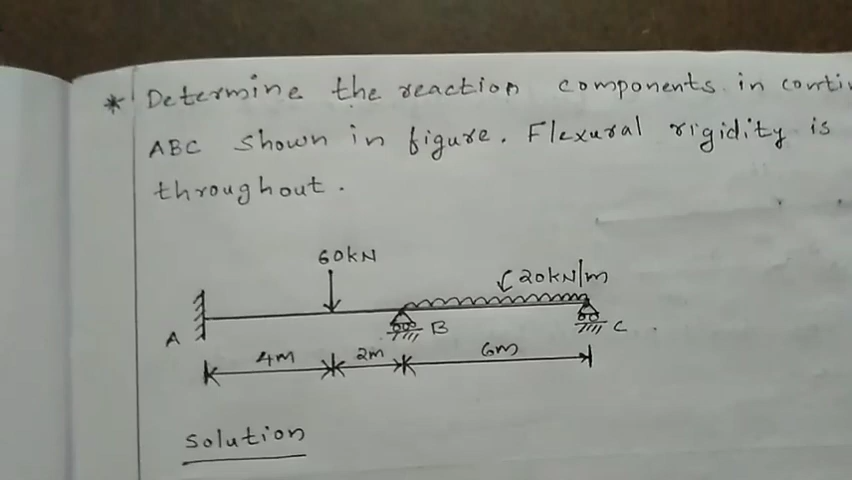 * Determine the reaction components in
ABC shown in figure. Flexural rigidity is
throughout.
60kN
20kN/m
A
B
C
4m
2m
6m
Solution